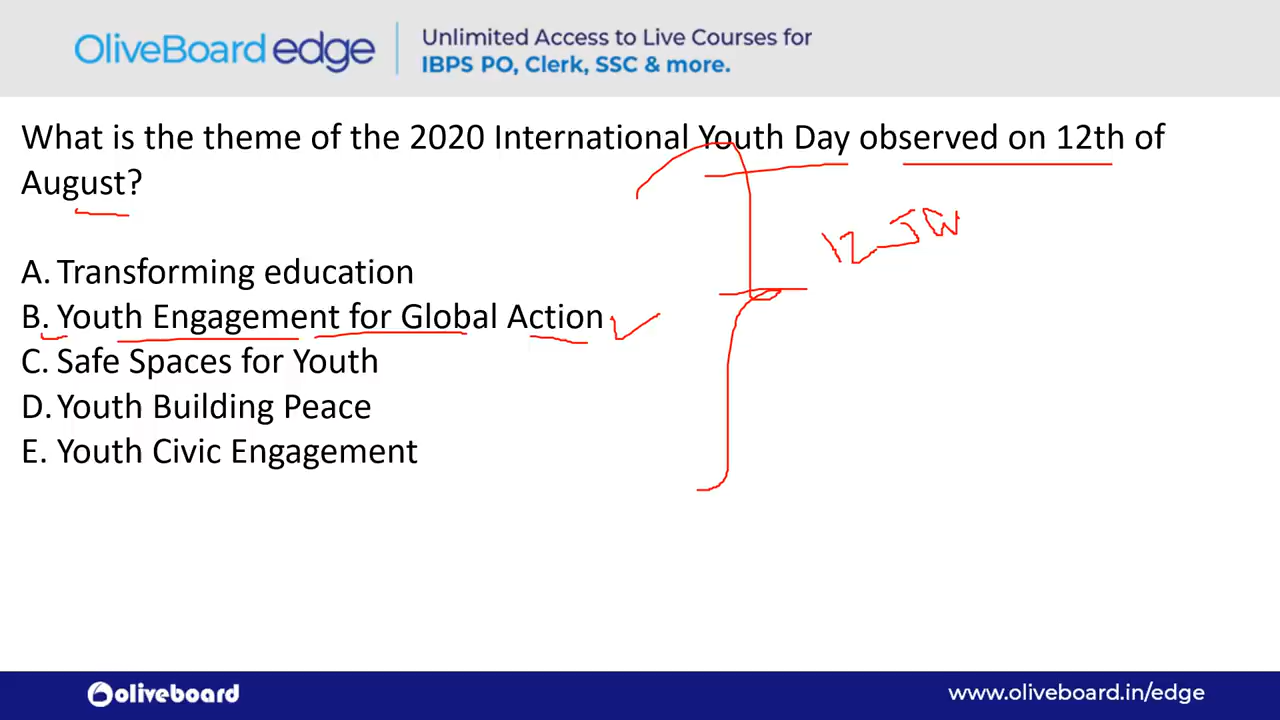 OliveBoard edge
Unlimited Access to Live Courses for
IBPS PO, Clerk, SSC & more.
What is the theme of the 2020 International Youth Day observed on 12th of
August?
12-
A. Transforming education
B. Youth Engagement for Global Action
C. Safe Spaces for Youth
D. Youth Building Peace
E. Youth Civic Engagement
oliveboard
www.oliveboard.in/edge